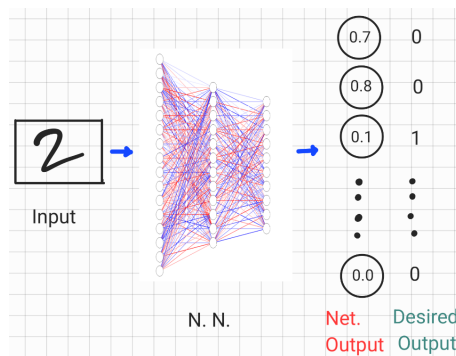 0.7 0
0.8 0
0.1 1
2
Input
0.0 0
N. N.
Net. Desired
Output Output